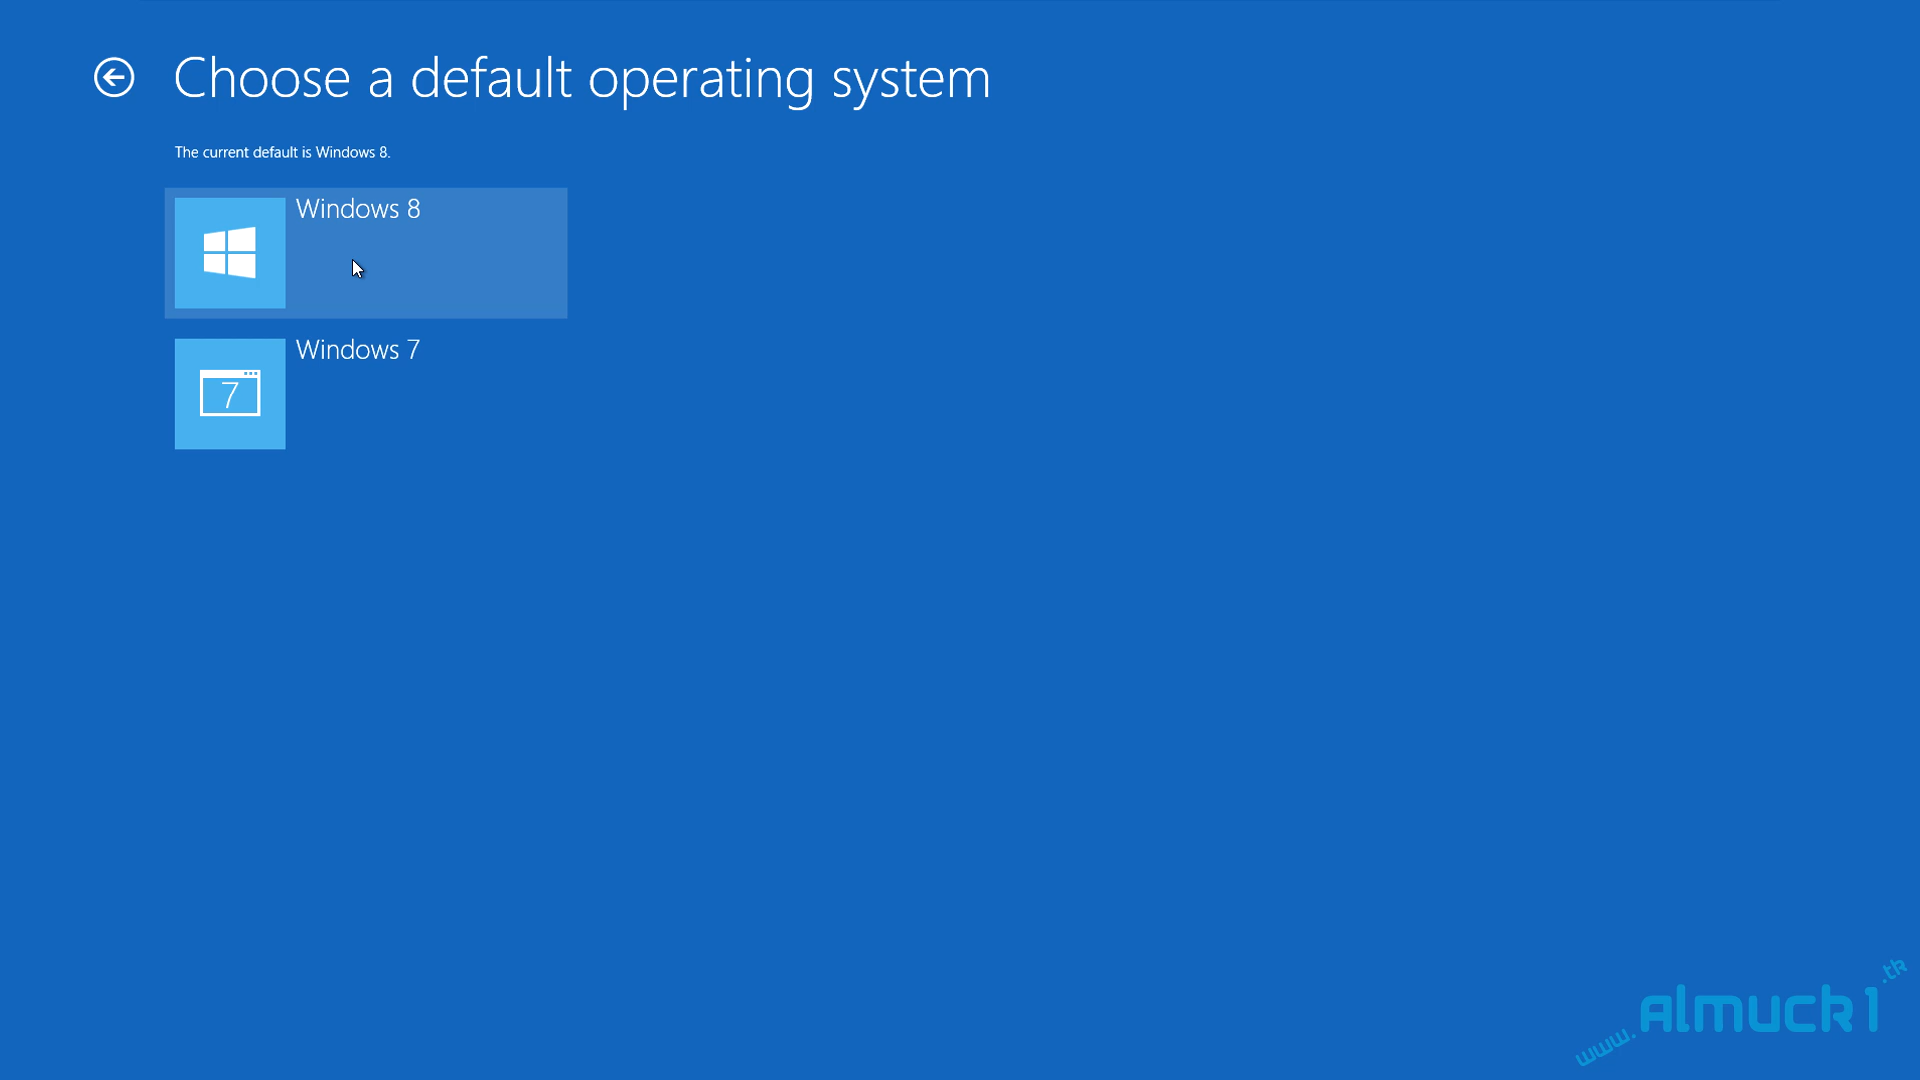 Choose a default operating system
The current default is Windows 8.
Windows 8
Windows 7
7
www.almuck1.tk